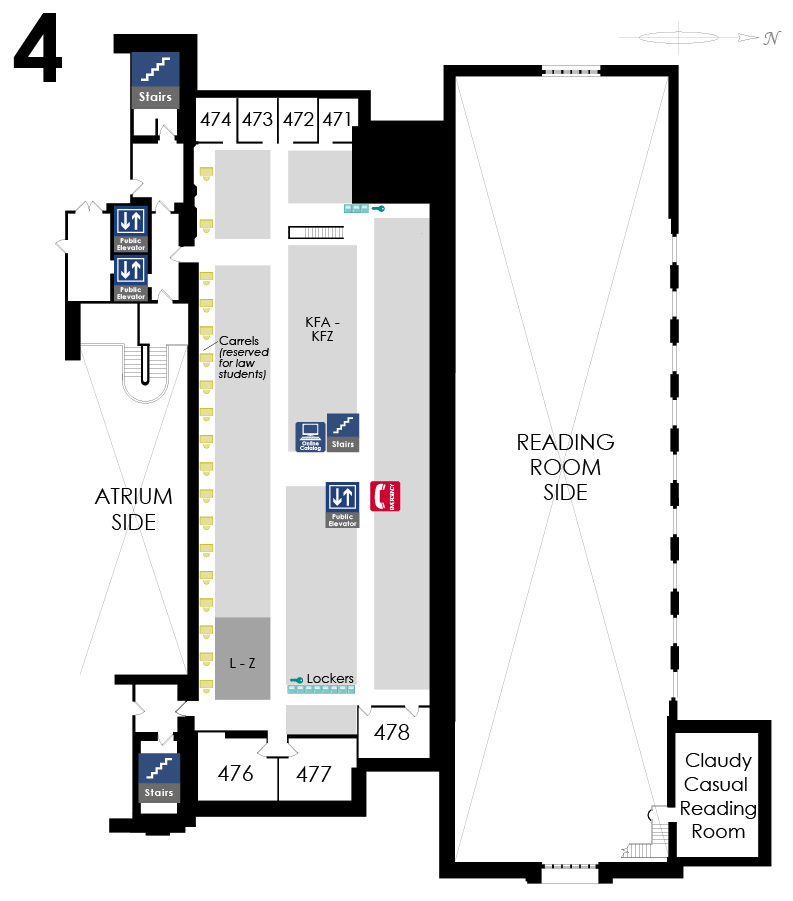 4
N
Stairs
474
473
472
471
Public
Elevator
Public
Elevator
KFA -
KFZ
Carrels
(reserved
for law
students)
Online
Catalog
Stairs
READING
ROOM
SIDE
ATRIUM
SIDE
Public
Elevator
EMERGENCY
L - Z
Lockers
478
476
477
Stairs
Claudy
Casual
Reading
Room